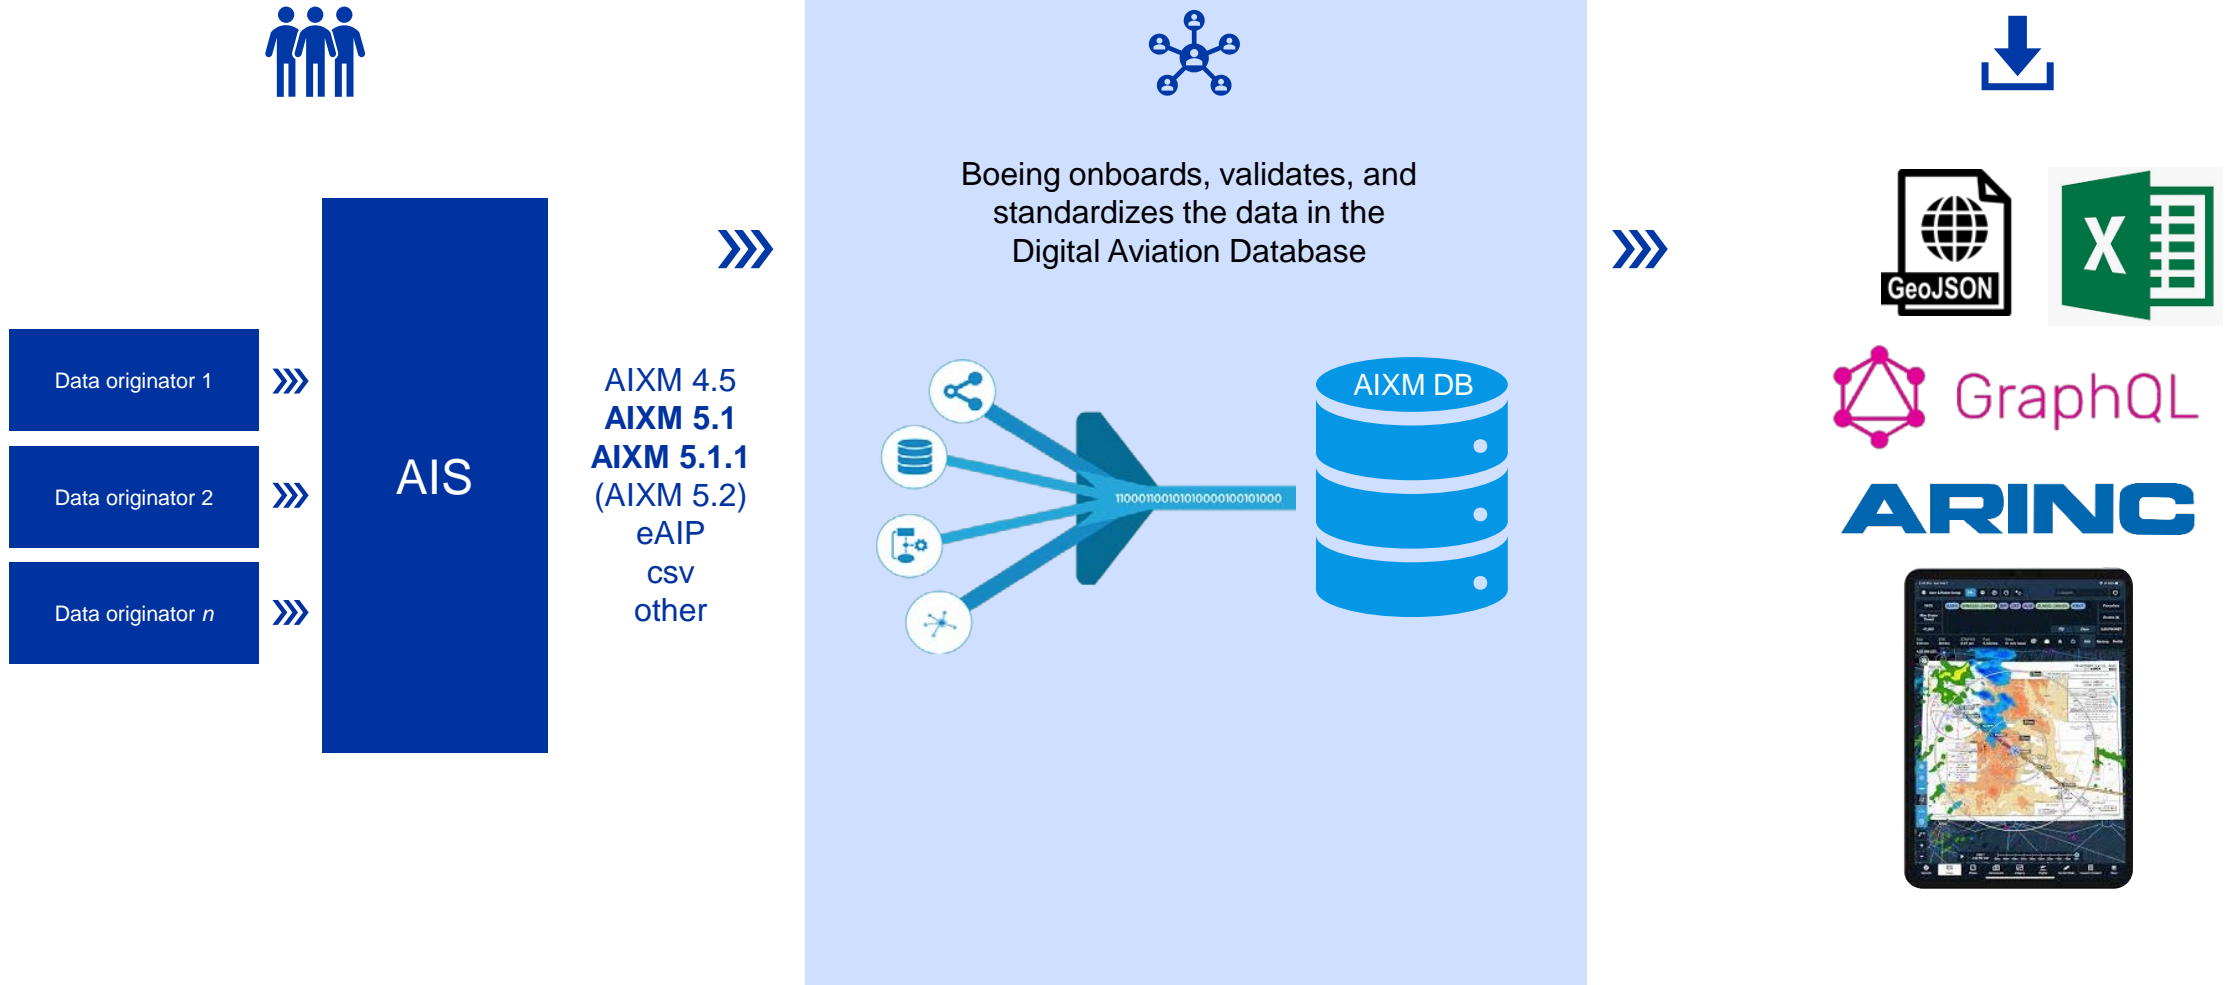 Data originator 1
Data originator 2
Data originator n
AIS
AIXM 4.5
AIXM 5.1
AIXM 5.1.1
(AIXM 5.2)
eAIP
csv
other
Boeing onboards, validates, and
standardizes the data in the
Digital Aviation Database
110001100101010000100101000
AIXM DB
GeoJSON
X
GraphQL
ARINC